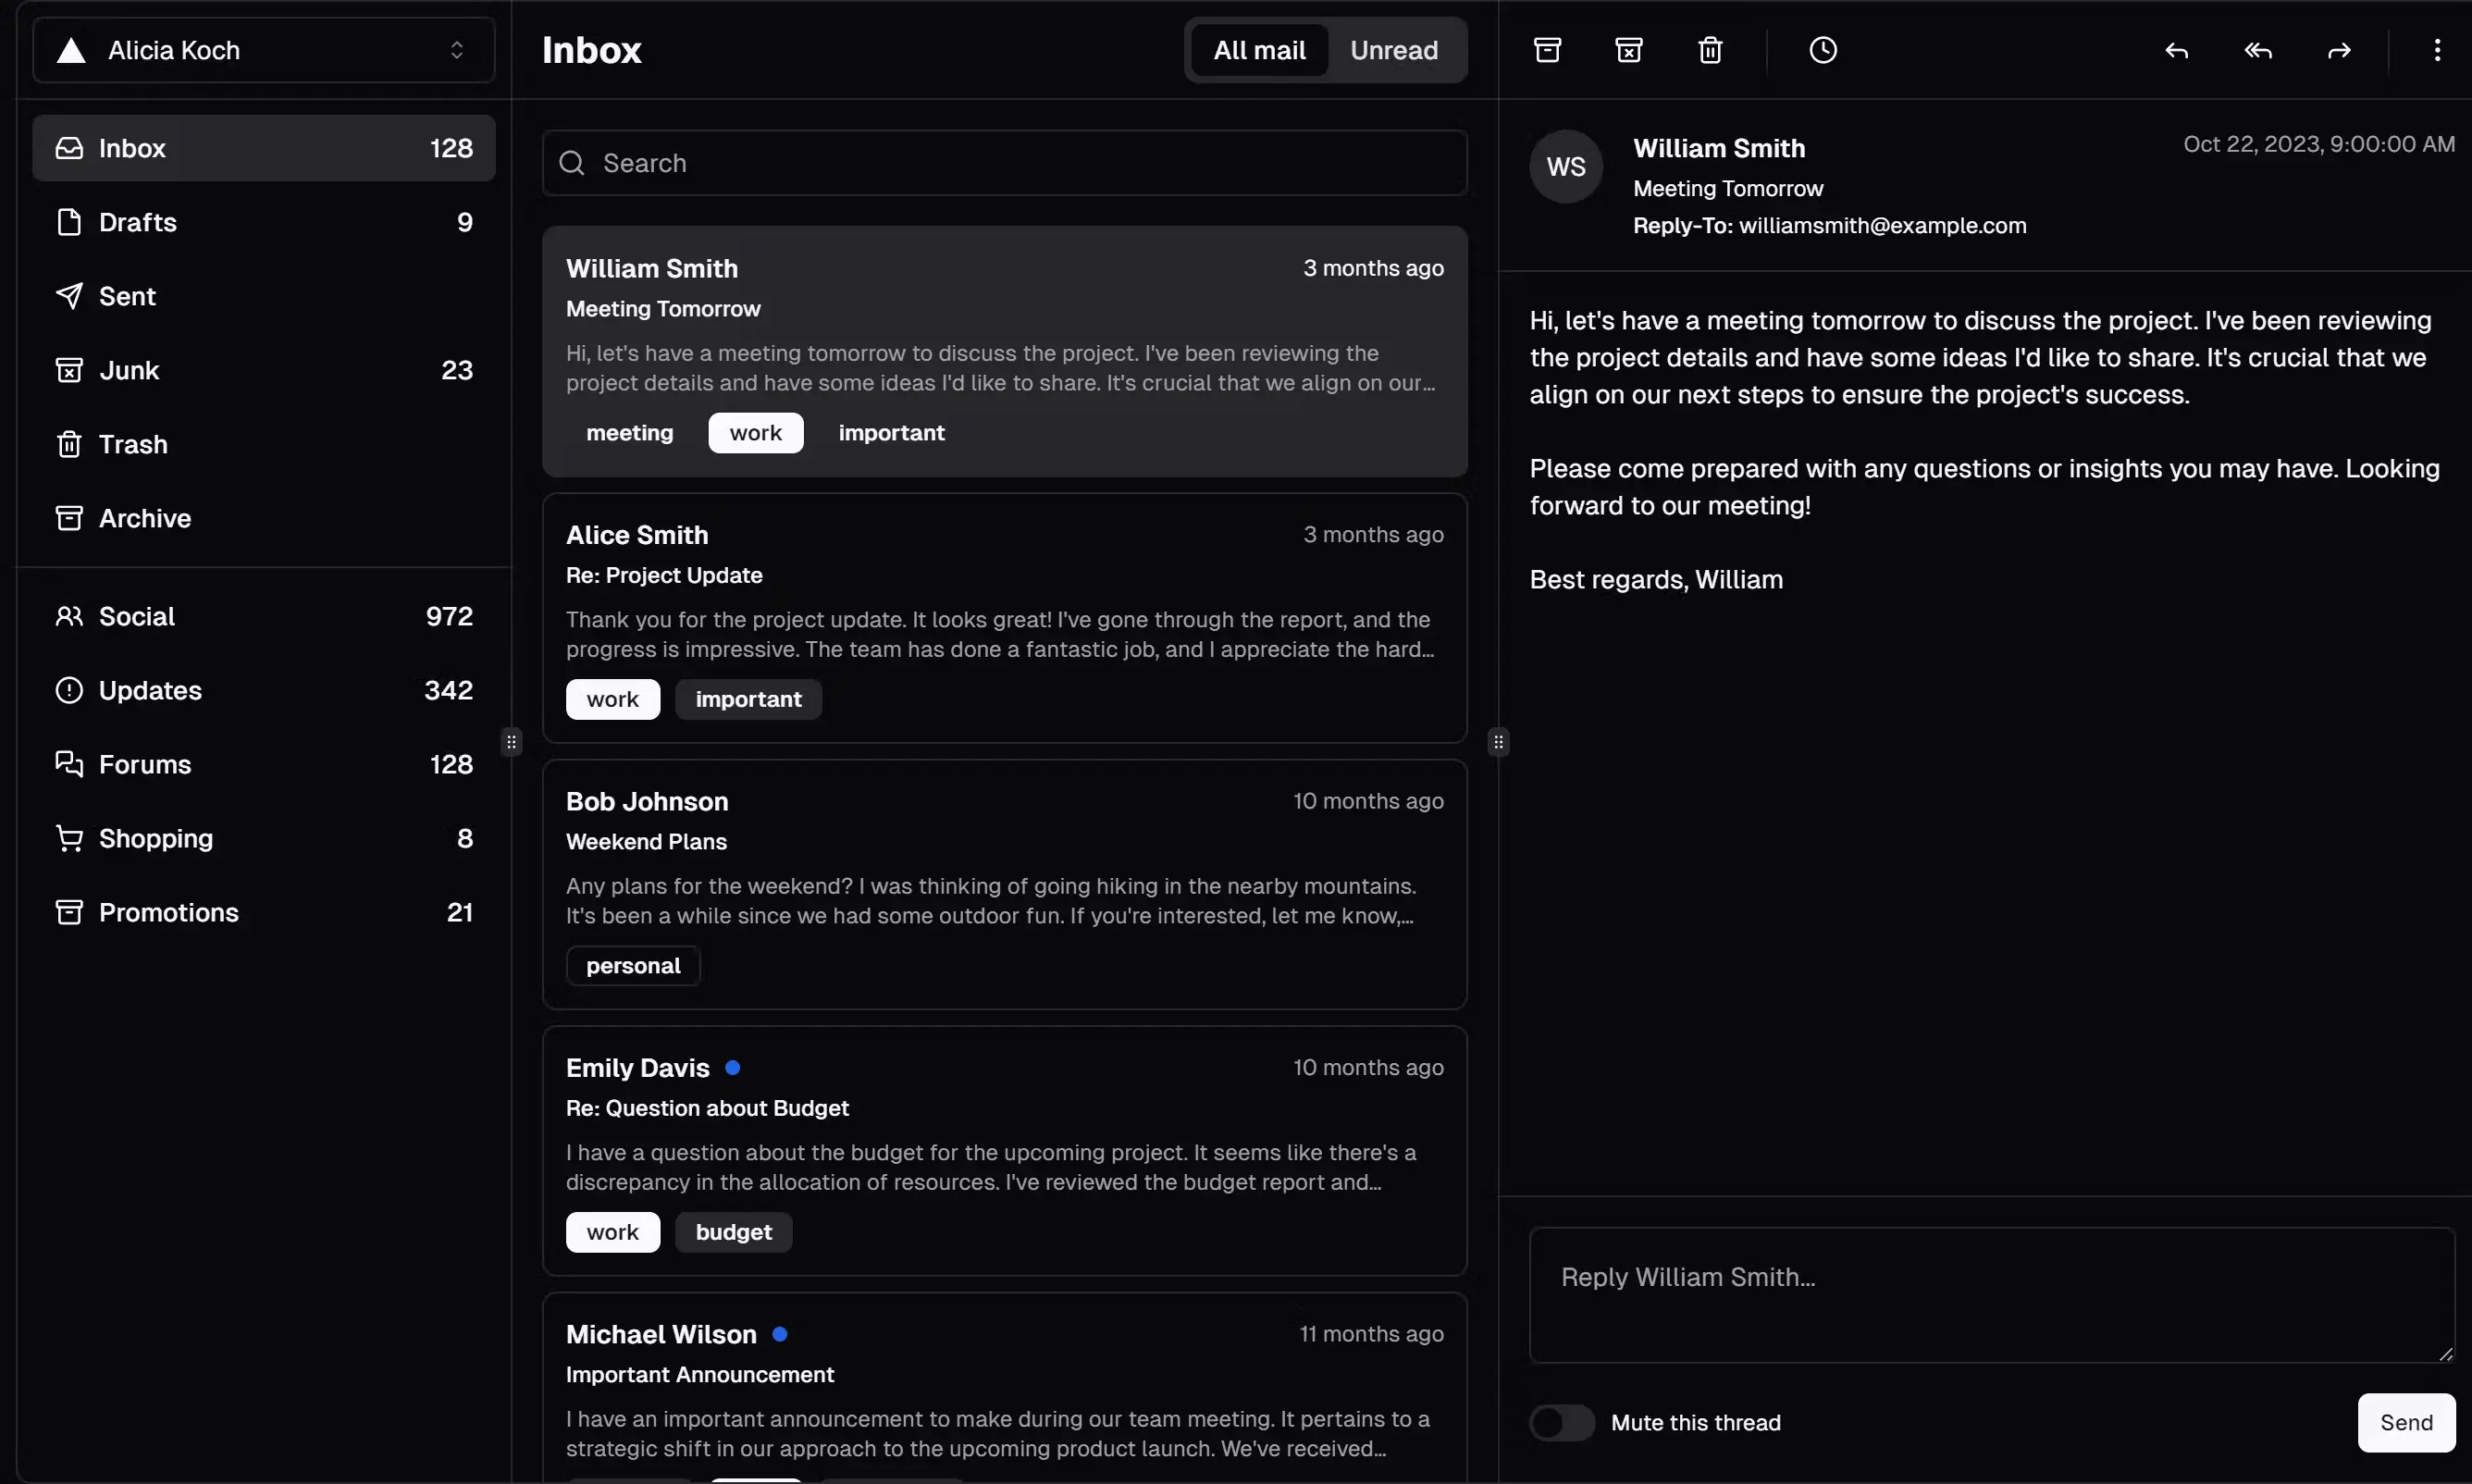 Alicia Koch
Inbox 128
Drafts 9
Sent
Junk 23
Trash
Archive
Social 972
Updates 342
Forums 128
Shopping 8
Promotions 21
Inbox
All mail Unread
Search
William Smith 3 months ago
Meeting Tomorrow
Hi, let's have a meeting tomorrow to discuss the project. I've been reviewing the
project details and have some ideas I'd like to share. It's crucial that we align on our...
meeting work important
Alice Smith 3 months ago
Re: Project Update
Thank you for the project update. It looks great! I've gone through the report, and the
progress is impressive. The team has done a fantastic job, and I appreciate the hard...
work important
Bob Johnson 10 months ago
Weekend Plans
Any plans for the weekend? I was thinking of going hiking in the nearby mountains.
It's been a while since we had some outdoor fun. If you're interested, let me know,...
personal
Emily Davis 10 months ago
Re: Question about Budget
I have a question about the budget for the upcoming project. It seems like there's a
discrepancy in the allocation of resources. I've reviewed the budget report and...
work budget
Michael Wilson 11 months ago
Important Announcement
I have an important announcement to make during our team meeting. It pertains to a
strategic shift in our approach to the upcoming product launch. We've received...
WS
William Smith Oct 22, 2023, 9:00:00 AM
Meeting Tomorrow
Reply-To: williamsmith@example.com
Hi, let's have a meeting tomorrow to discuss the project. I've been reviewing
the project details and have some ideas I'd like to share. It's crucial that we
align on our next steps to ensure the project's success.
Please come prepared with any questions or insights you may have. Looking
forward to our meeting!
Best regards, William
Reply William Smith...
Mute this thread Send